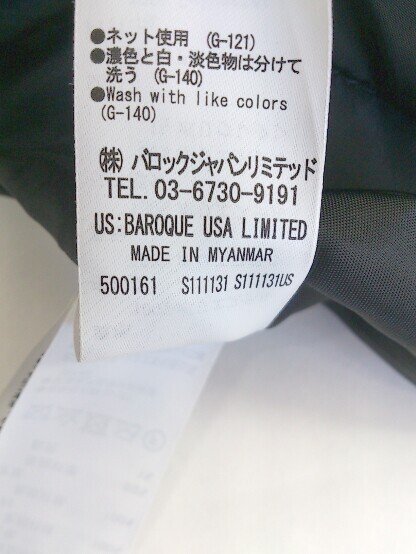 ●ネット使用 (G-121)
●濃色と白・淡色物は分けて
洗う (G-140)
●Wash with like colors
(G-140)
㈱ バロックジャパンリミテッド
TEL. 03-6730-9191
US:BAROQUE USA LIMITED
MADE IN MYANMAR
500161 S111131 S111131US